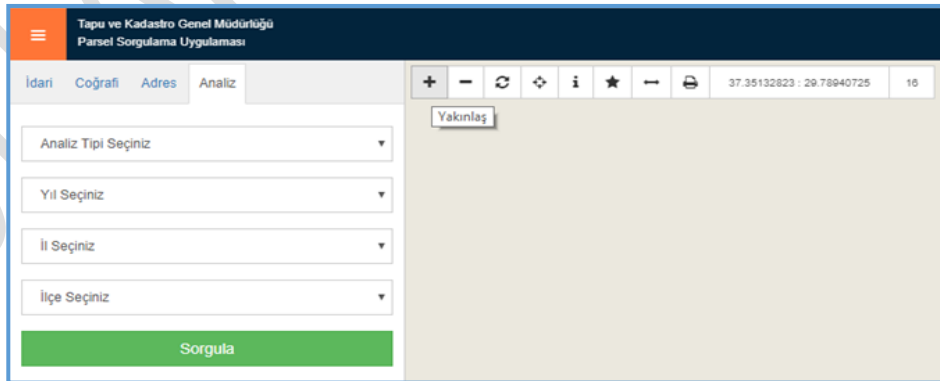 Tapu ve Kadastro Genel Müdürlüğü
Parsel Sorgulama Uygulaması
İdari Coğrafi Adres Analiz
37.35132823 : 29.78940725 16
Yakınlaş
Analiz Tipi Seçiniz
Yıl Seçiniz
İl Seçiniz
İlçe Seçiniz
Sorgula